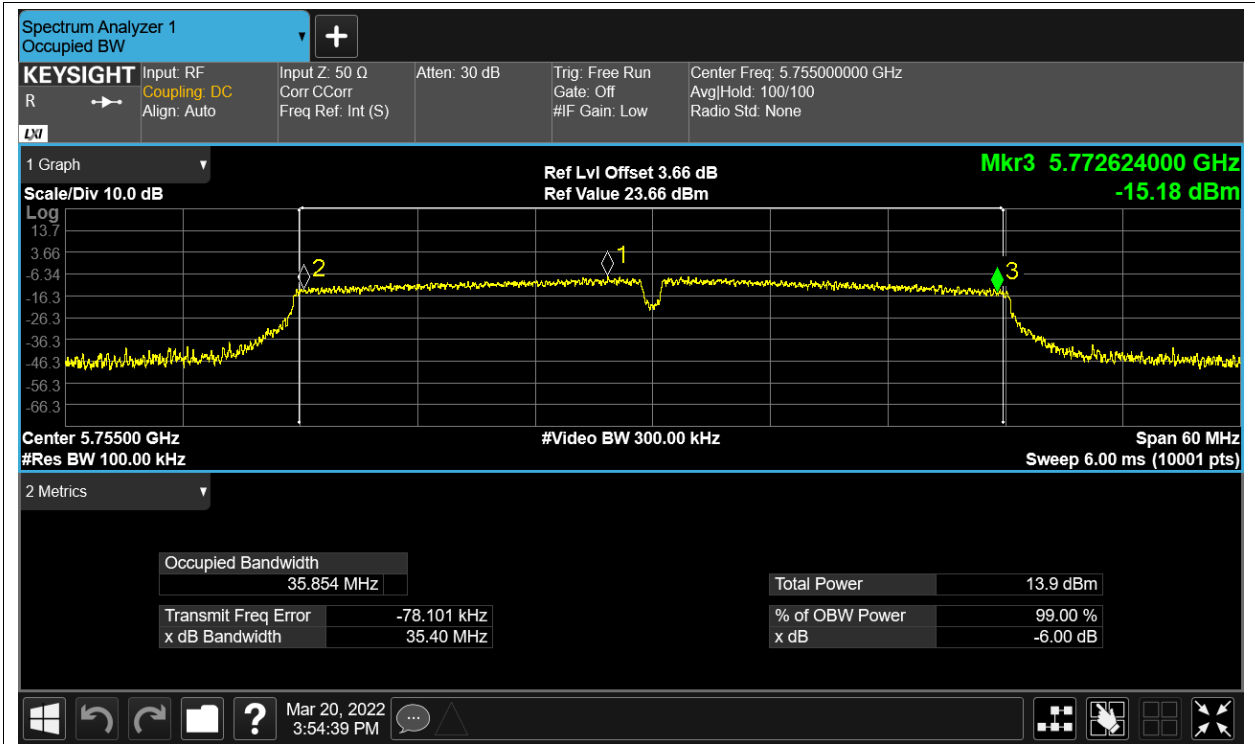 Spectrum Analyzer 1
Occupied BW
KEYSIGHT
R
LXI
Input: RF
Coupling: DC
Align: Auto
Input Z: 50 Ω
Corr CCorr
Freq Ref: Int (S)
Atten: 30 dB
Trig: Free Run
Gate: Off
#IF Gain: Low
Center Freq: 5.755000000 GHz
Avg|Hold: 100/100
Radio Std: None
1 Graph
Scale/Div 10.0 dB
Ref Lvl Offset 3.66 dB
Ref Value 23.66 dBm
Mkr3 5.772624000 GHz
-15.18 dBm
Log
13.7
3.66
-6.34
-16.3
-26.3
-36.3
-46.3
-56.3
-66.3
2
1
3
Center 5.75500 GHz
#Video BW 300.00 kHz
Span 60 MHz
#Res BW 100.00 kHz
Sweep 6.00 ms (10001 pts)
2 Metrics
Occupied Bandwidth
35.854 MHz
Transmit Freq Error -78.101 kHz
x dB Bandwidth 35.40 MHz
Total Power 13.9 dBm
% of OBW Power 99.00 %
x dB -6.00 dB
?
Mar 20, 2022
3:54:39 PM